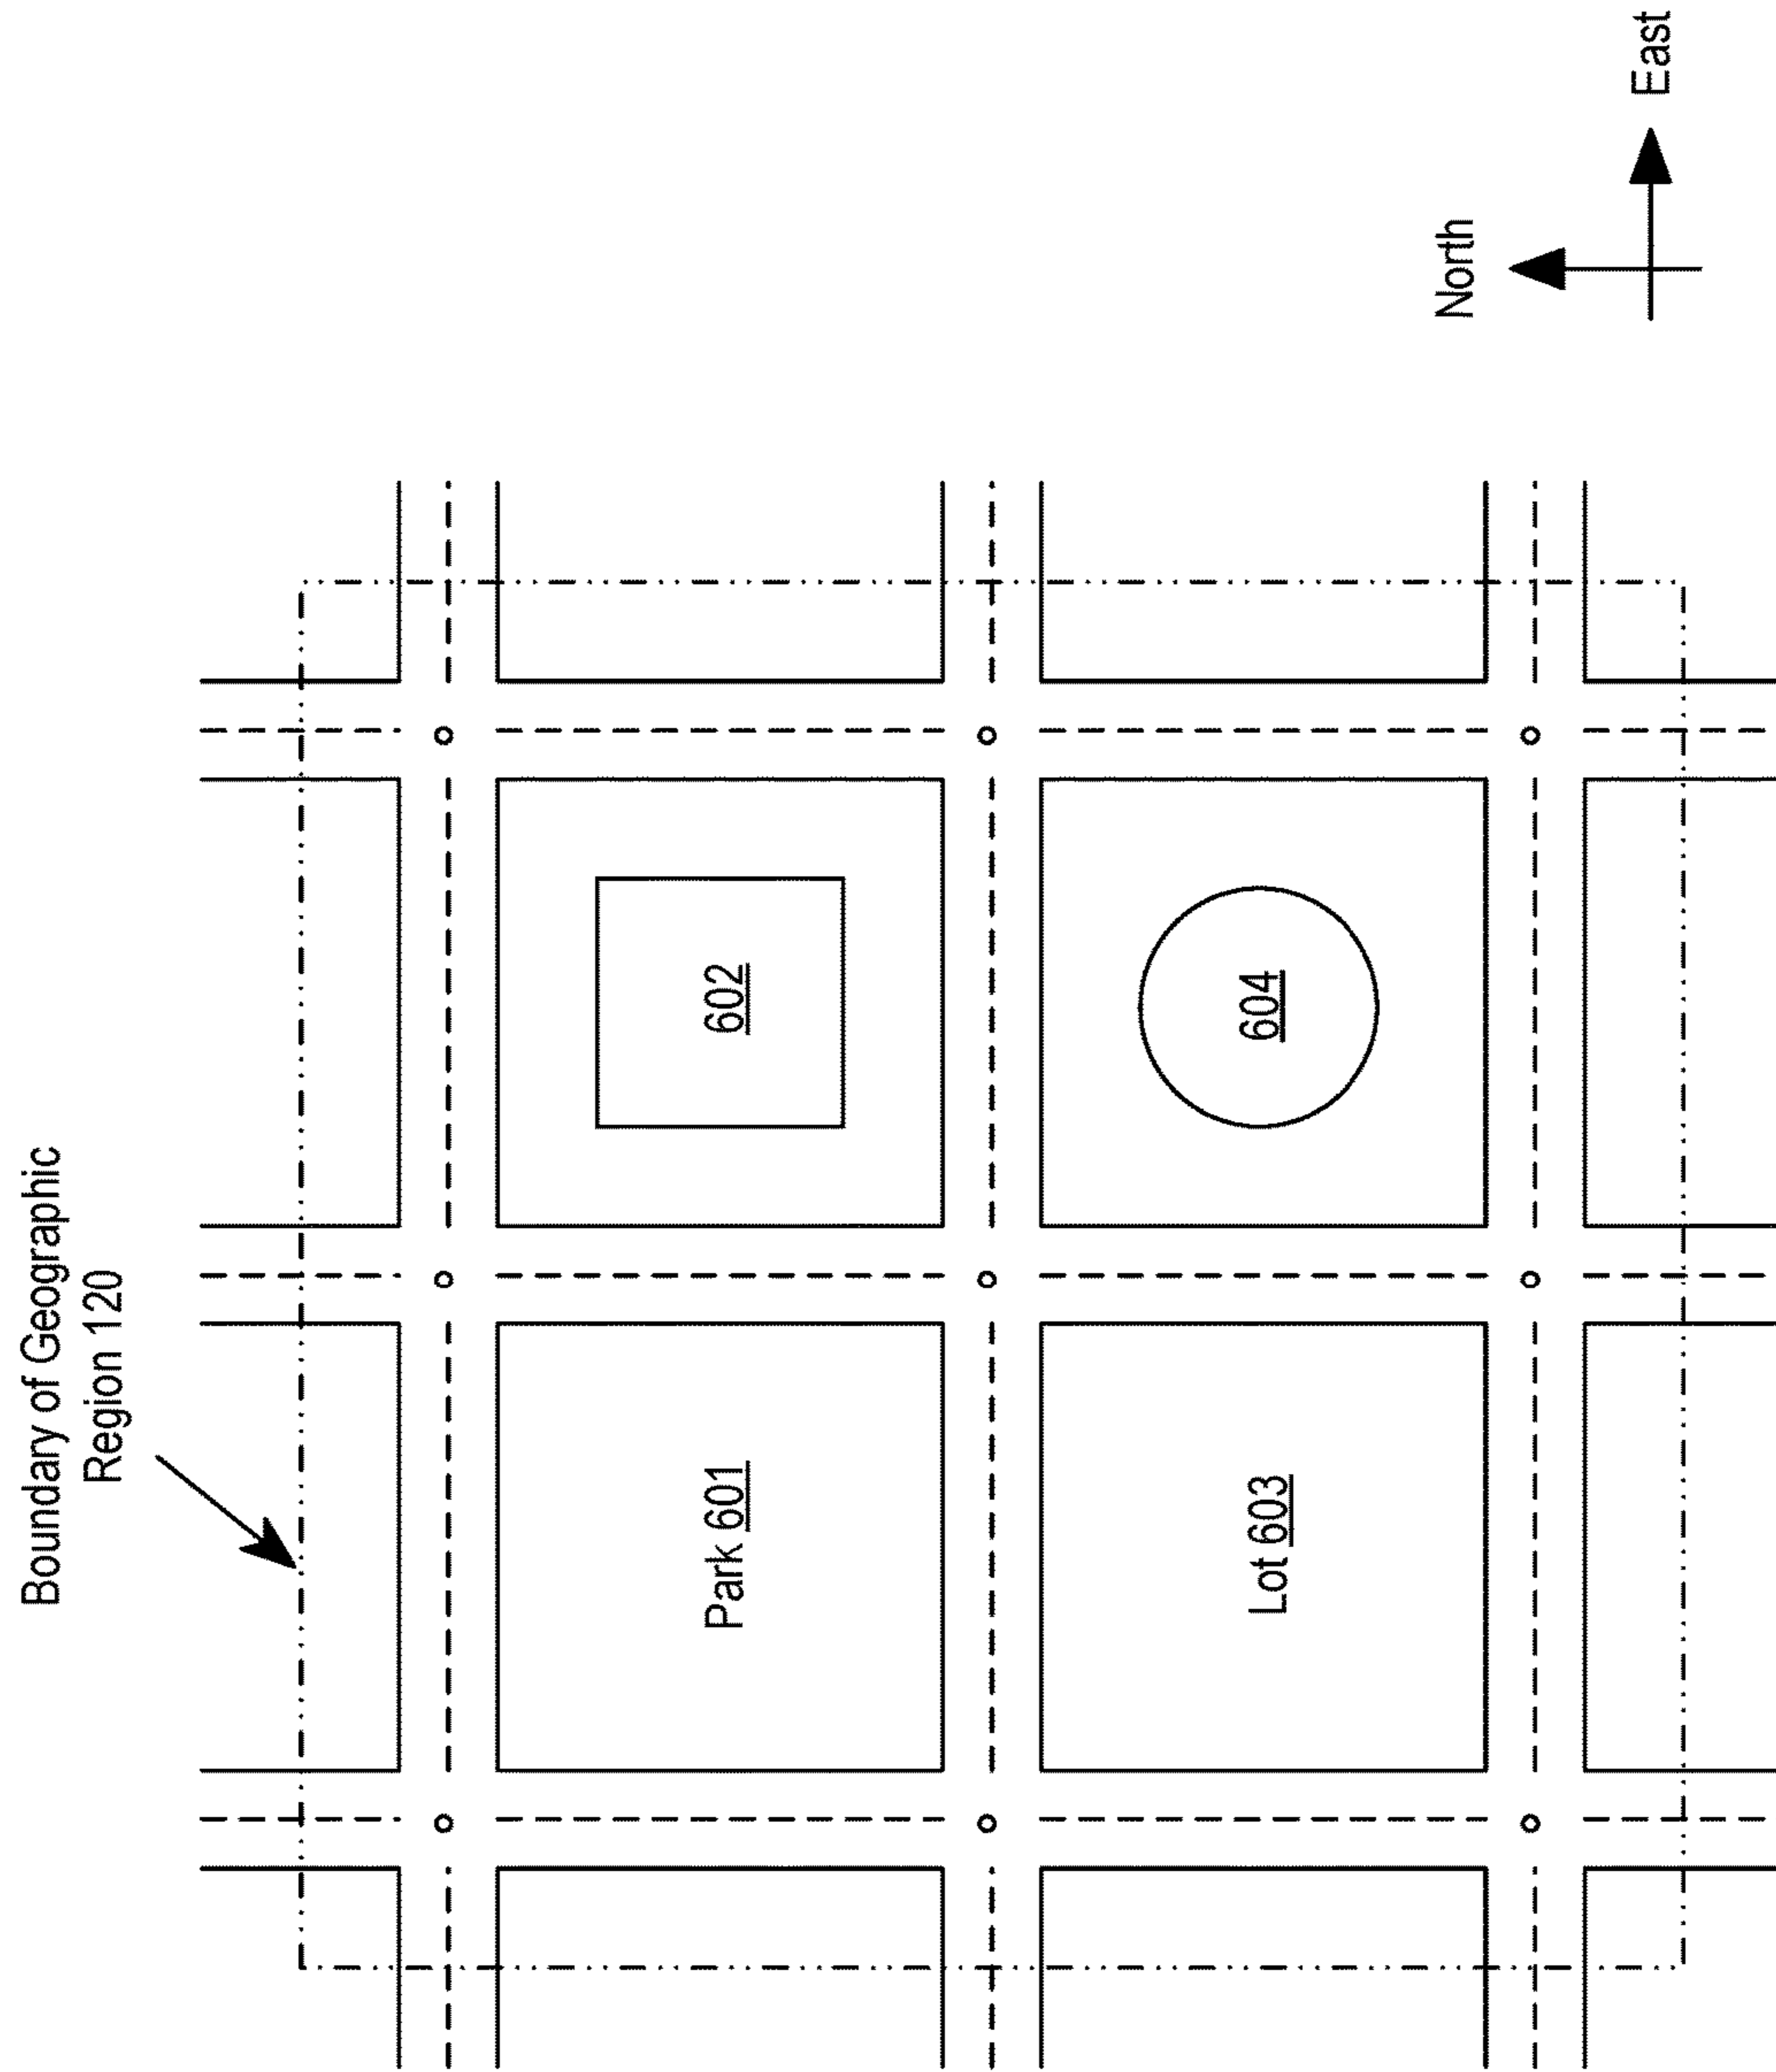 Boundary of Geographic
Region 120
Park 601
602
Lot 603
604
North
East